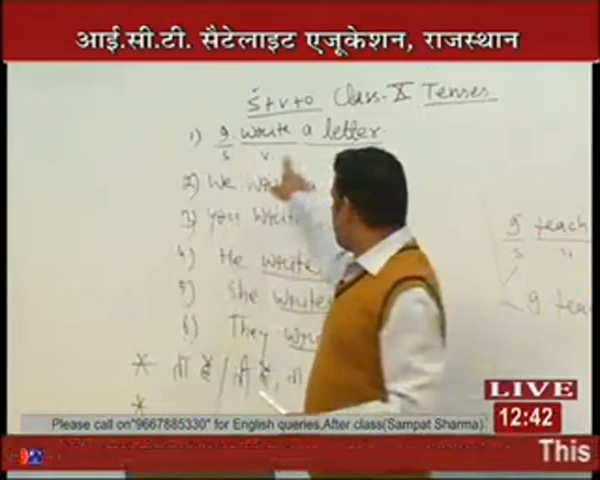 आई.सी.टी. सैटेलाइट एजूकेशन, राजस्थान
S+V+O Class-X Tenses
1) I write a letter
S V
2) We
3) You write
4) He write
5) She writes
6) They
I teach
S V
I tea
*
*
LIVE
12:42
Please call on"9667885330" for English queries,After class(Sampat Sharma)
This